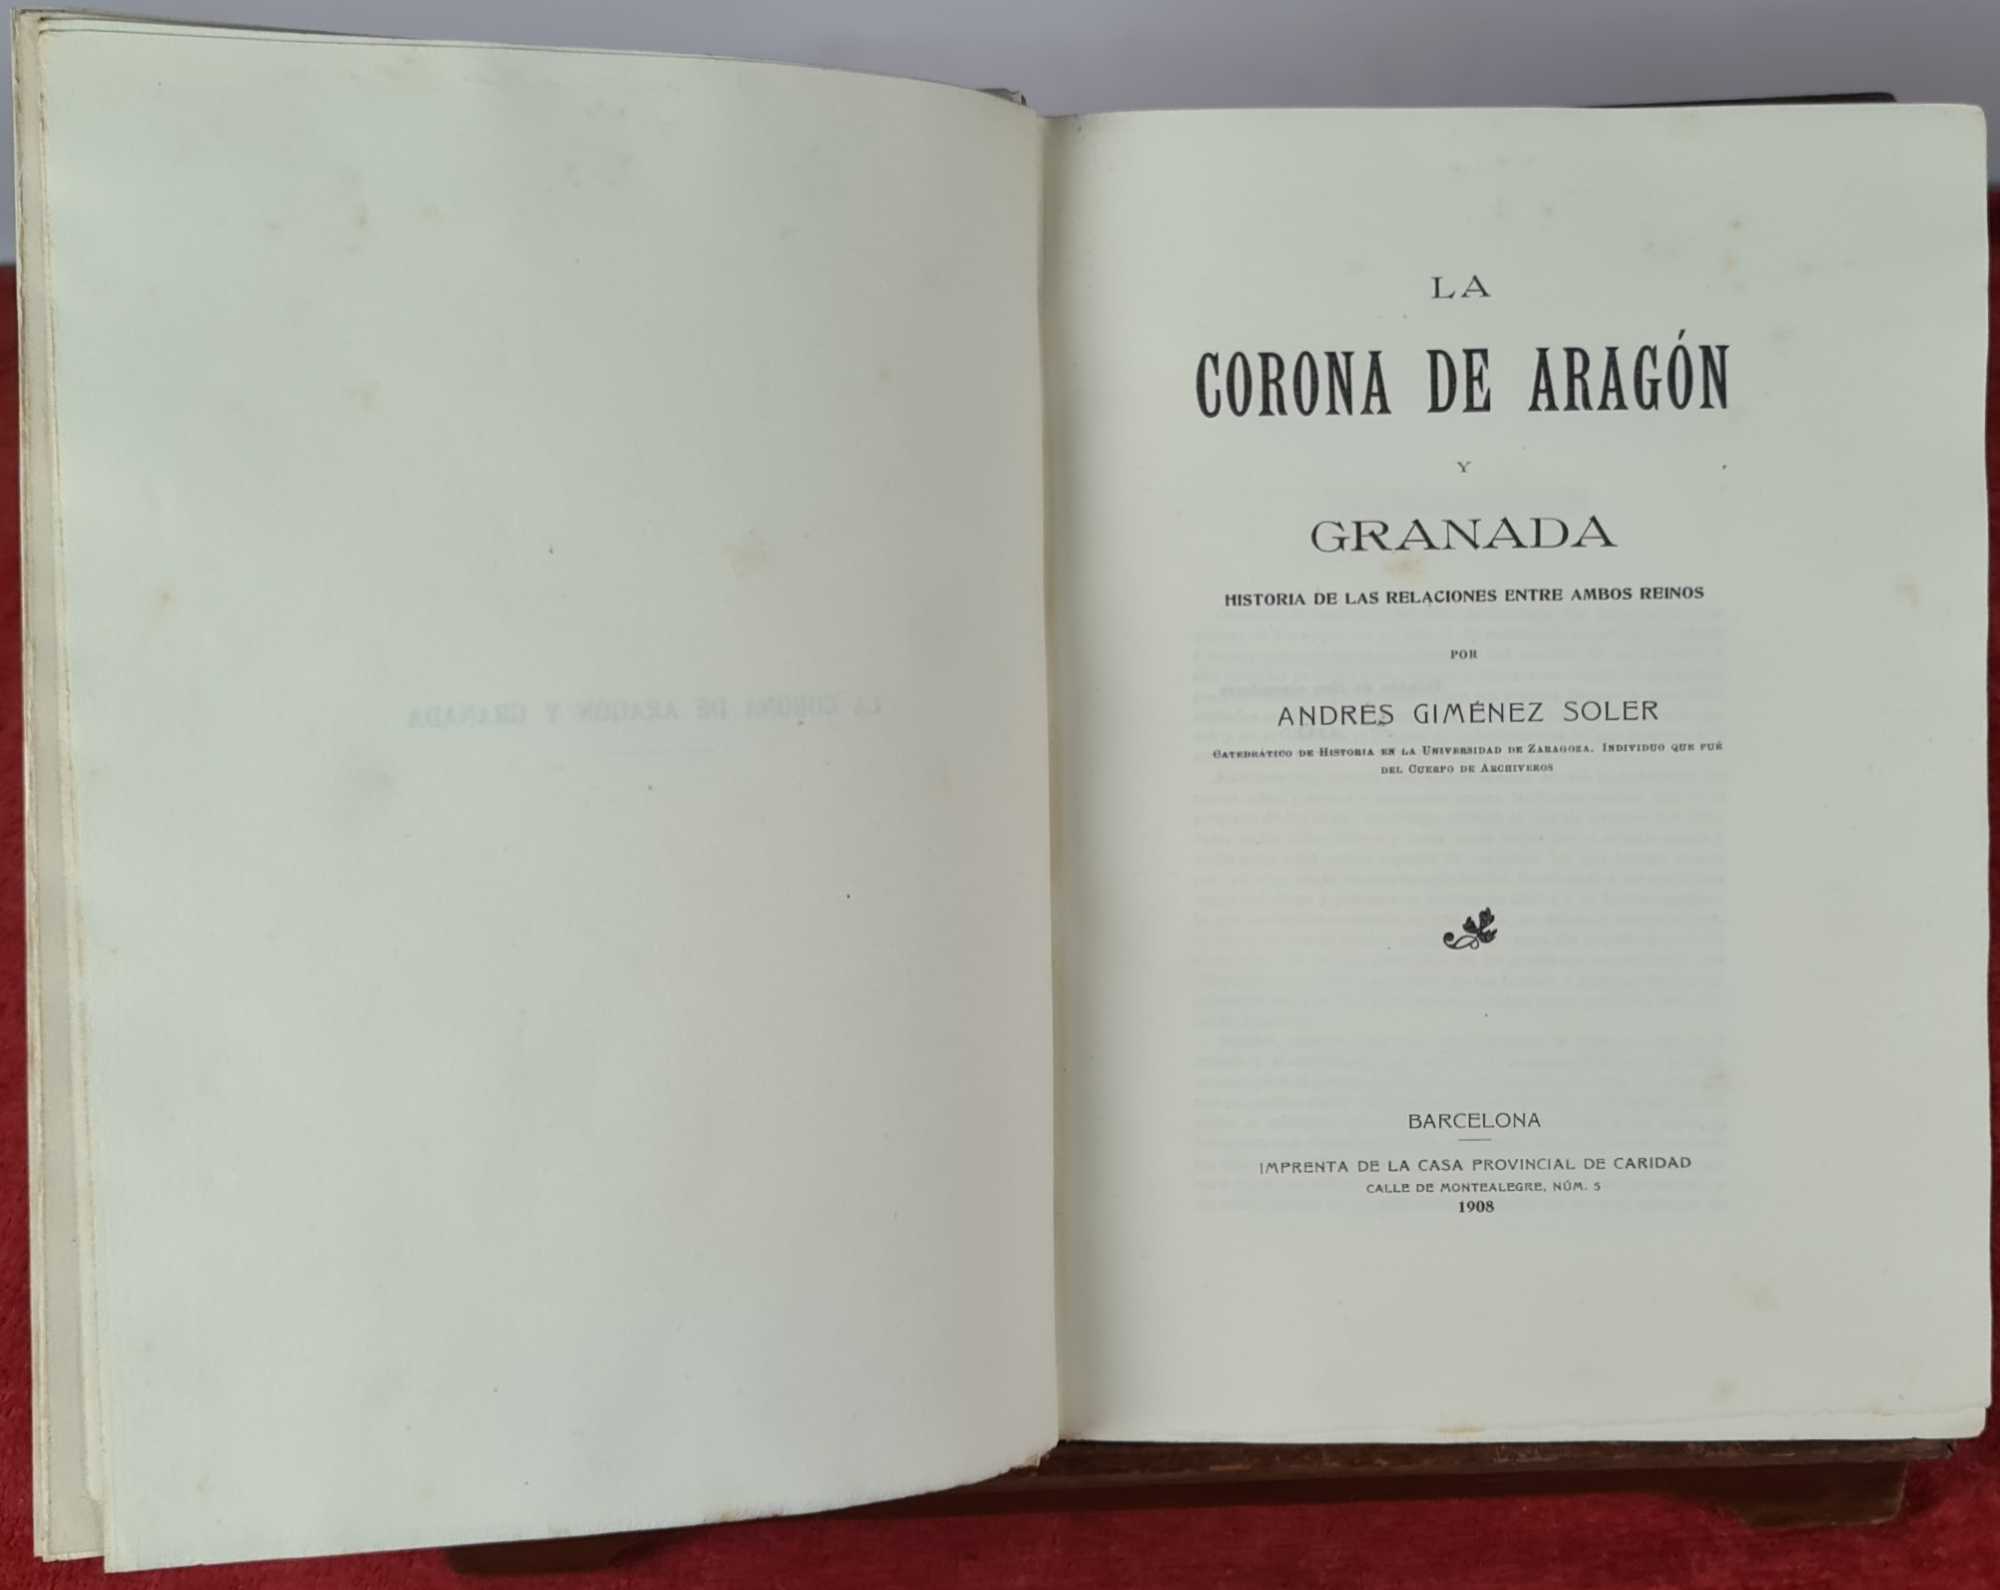 LA
CORONA DE ARAGÓN
Y
GRANADA
HISTORIA DE LAS RELACIONES ENTRE AMBOS REINOS
POR
ANDRÉS GIMÉNEZ SOLER
CATEDRÁTICO DE HISTORIA EN LA UNIVERSIDAD DE ZARAGOZA. INDIVIDUO QUE FUÉ
DEL CUERPO DE ARCHIVEROS
BARCELONA
IMPRENTA DE LA CASA PROVINCIAL DE CARIDAD
CALLE DE MONTEALEGRE, NÚM. 5
1908